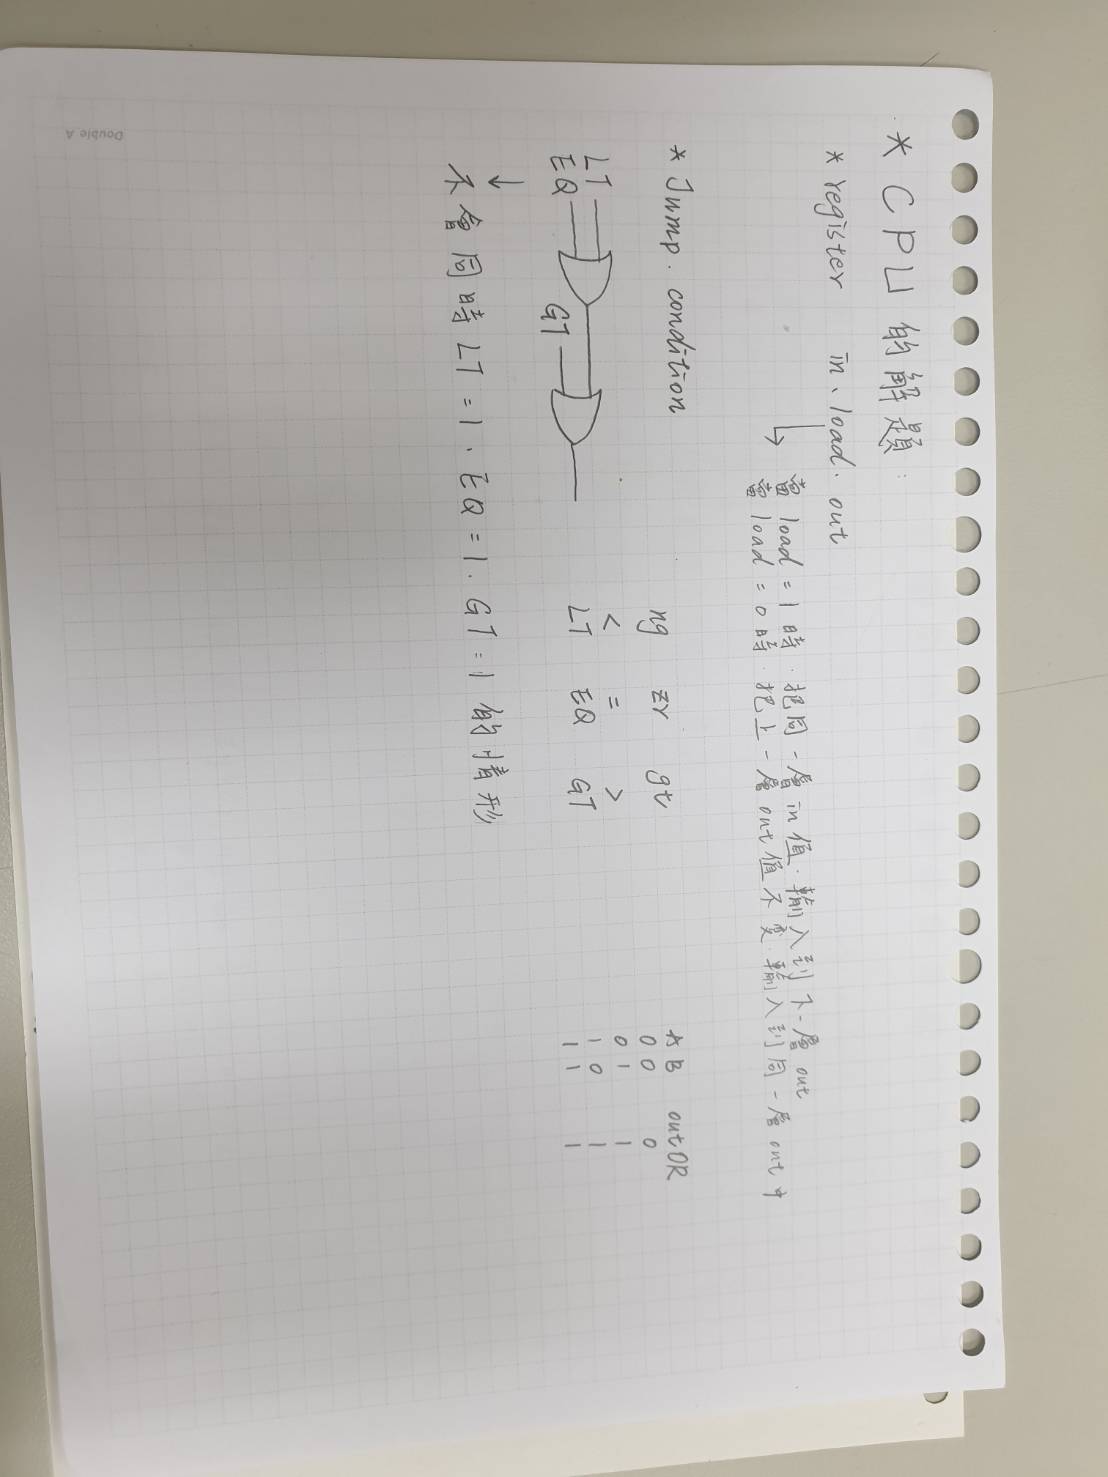 * CPU 的解題:
* register in、load. out
當 load = 1 時. 把同一層 in 值. 輸入到下一層 out
當 load = 0 時. 把上一層 out 值不变. 輸入到同一層 out 中
* Jump. condition
ng zr gt
< = >
LT EQ GT
A B out OR
0 0 0
0 1 1
1 0 1
1 1 1
LT
EQ
GT
不會同時 LT = 1. EQ = 1. GT = 1 的情形
Double A